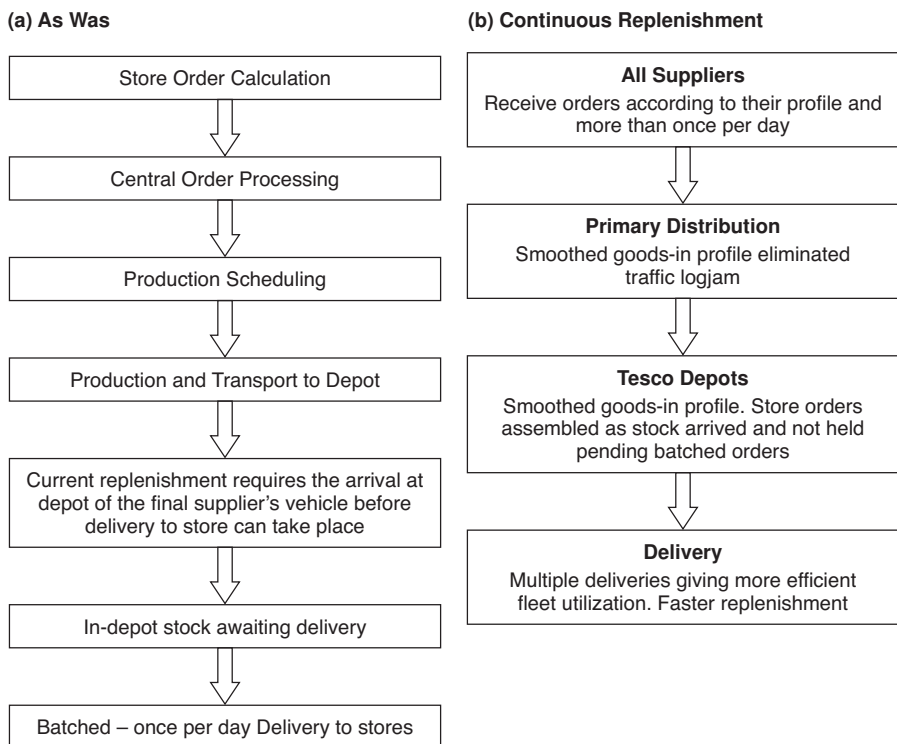 (a) As Was
Store Order Calculation
Central Order Processing
Production Scheduling
Production and Transport to Depot
Current replenishment requires the arrival at
depot of the final supplier's vehicle before
delivery to store can take place
In-depot stock awaiting delivery
Batched – once per day Delivery to stores
(b) Continuous Replenishment
All Suppliers
Receive orders according to their profile and
more than once per day
Primary Distribution
Smoothed goods-in profile eliminated
traffic logjam
Tesco Depots
Smoothed goods-in profile. Store orders
assembled as stock arrived and not held
pending batched orders
Delivery
Multiple deliveries giving more efficient
fleet utilization. Faster replenishment